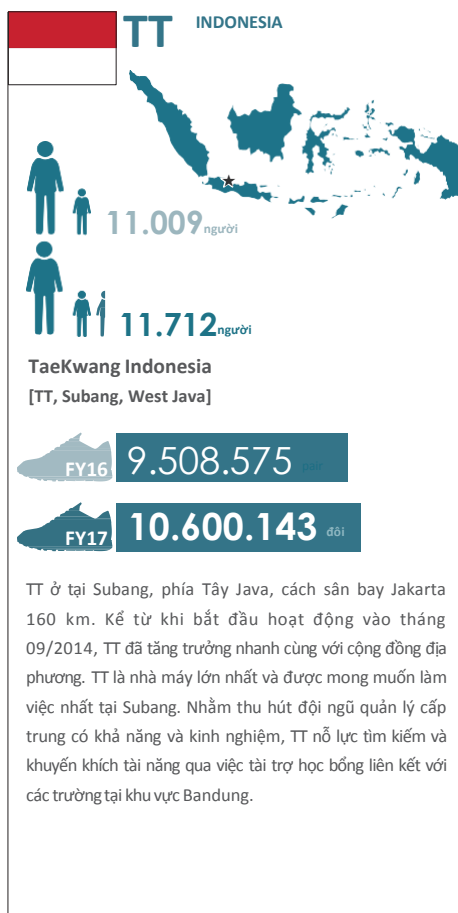 TT INDONESIA
11.009 người
11.712 người
TaeKwang Indonesia
[TT, Subang, West Java]
FY16 9.508.575 pair
FY17 10.600.143 đôi
TT ở tại Subang, phía Tây Java, cách sân bay Jakarta
160 km. Kể từ khi bắt đầu hoạt động vào tháng
09/2014, TT đã tăng trưởng nhanh cùng với cộng đồng địa
phương. TT là nhà máy lớn nhất và được mong muốn làm
việc nhất tại Subang. Nhằm thu hút đội ngũ quản lý cấp
trung có khả năng và kinh nghiệm, TT nỗ lực tìm kiếm và
khuyến khích tài năng qua việc tài trợ học bổng liên kết với
các trường tại khu vực Bandung.